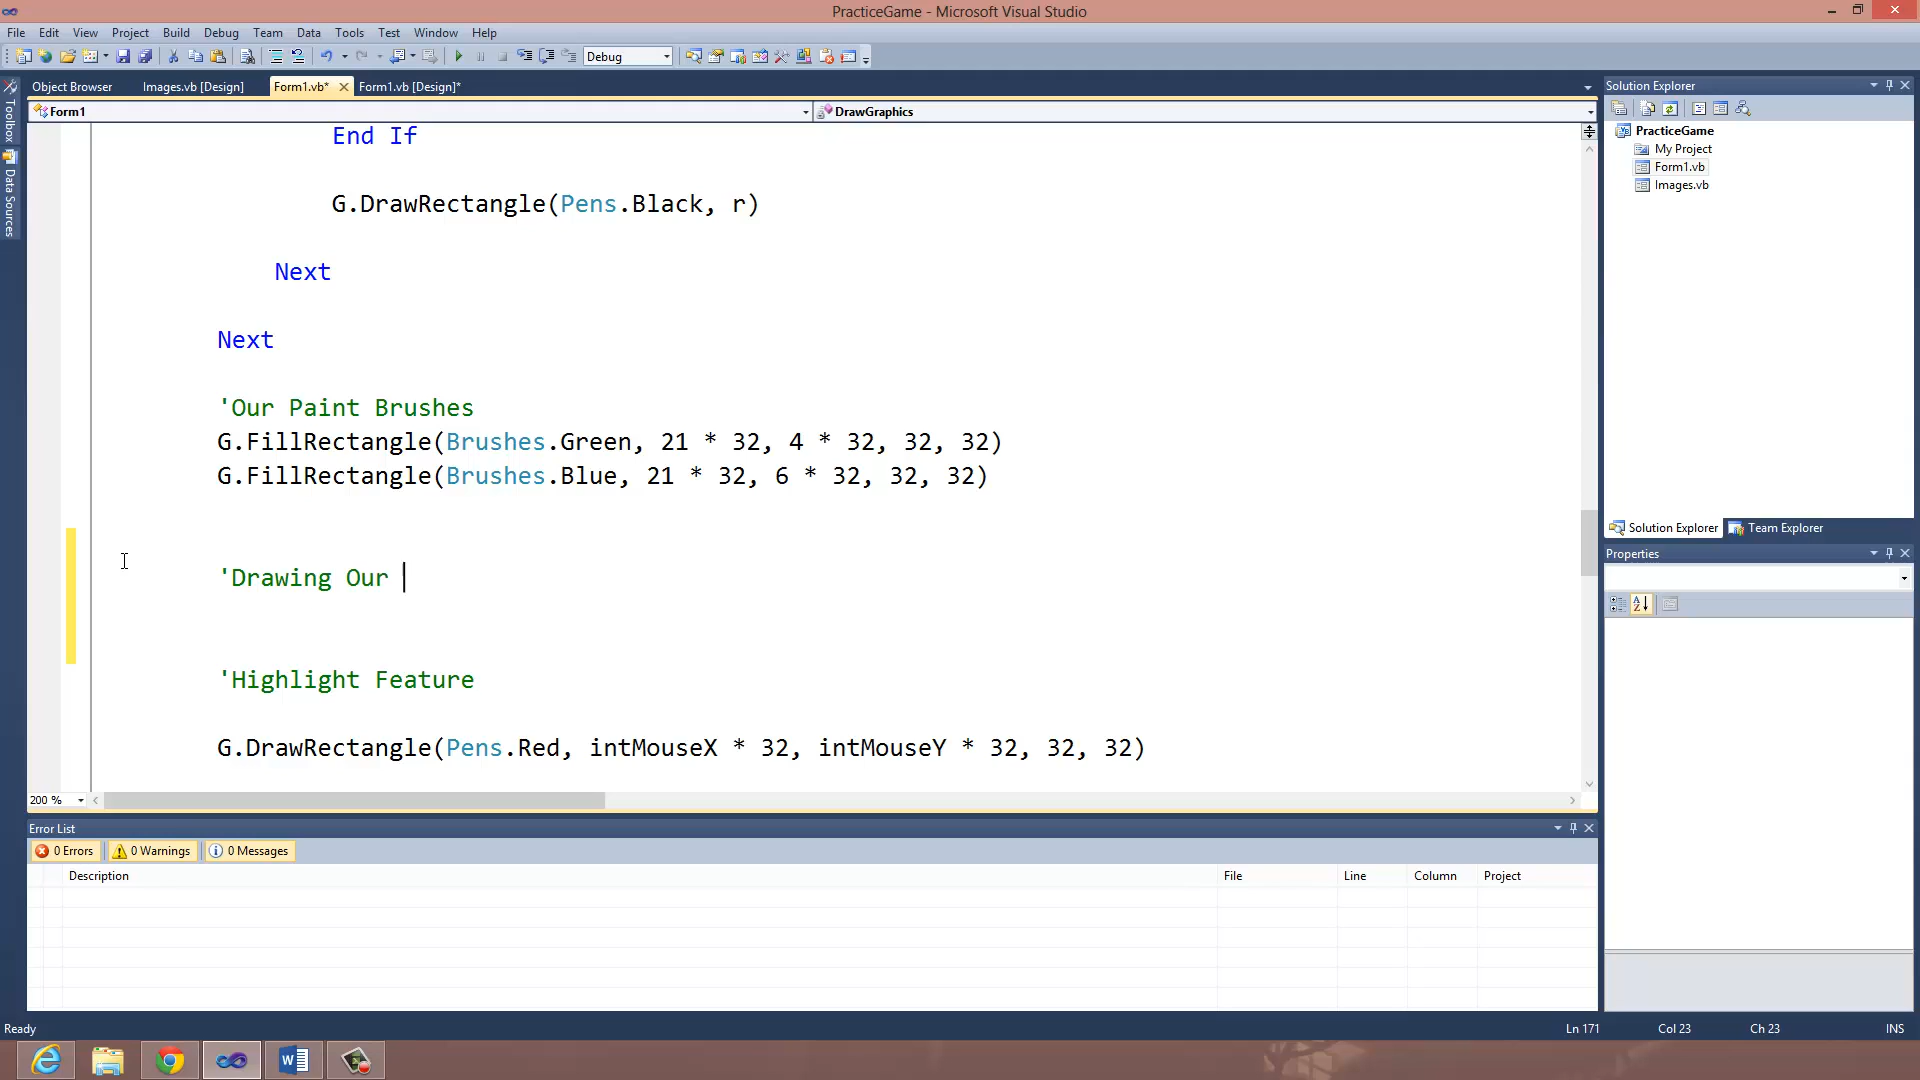 PracticeGame - Microsoft Visual Studio
File Edit View Project Build Debug Team Data Tools Test Window Help
Debug
Object Browser Images.vb [Design] Form1.vb* Form1.vb [Design]*
Form1 DrawGraphics
Toolbox
Data Sources
End If
G.DrawRectangle(Pens.Black, r)
Next
Next
'Our Paint Brushes
G.FillRectangle(Brushes.Green, 21 * 32, 4 * 32, 32, 32)
G.FillRectangle(Brushes.Blue, 21 * 32, 6 * 32, 32, 32)
'Drawing Our
'Highlight Feature
G.DrawRectangle(Pens.Red, intMouseX * 32, intMouseY * 32, 32, 32)
200 %
Solution Explorer
PracticeGame
My Project
Form1.vb
Images.vb
Solution Explorer Team Explorer
Properties
Error List
0 Errors 0 Warnings 0 Messages
Description File Line Column Project
Ready Ln 171 Col 23 Ch 23 INS